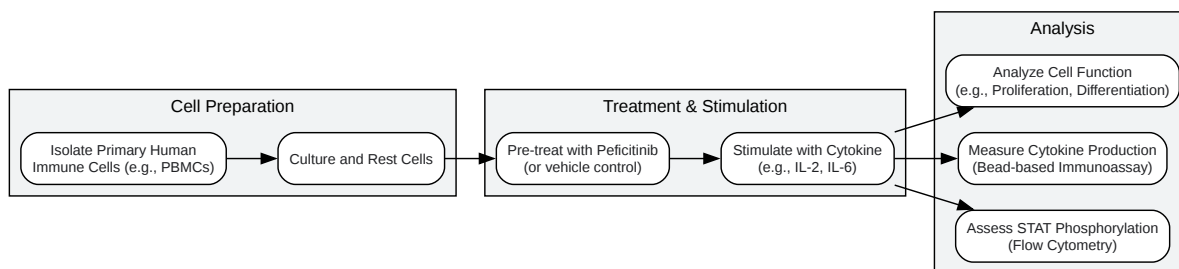 Cell Preparation
Isolate Primary Human
Immune Cells (e.g., PBMCs)
Culture and Rest Cells
Treatment & Stimulation
Pre-treat with Peficitinib
(or vehicle control)
Stimulate with Cytokine
(e.g., IL-2, IL-6)
Analysis
Analyze Cell Function
(e.g., Proliferation, Differentiation)
Measure Cytokine Production
(Bead-based Immunoassay)
Assess STAT Phosphorylation
(Flow Cytometry)